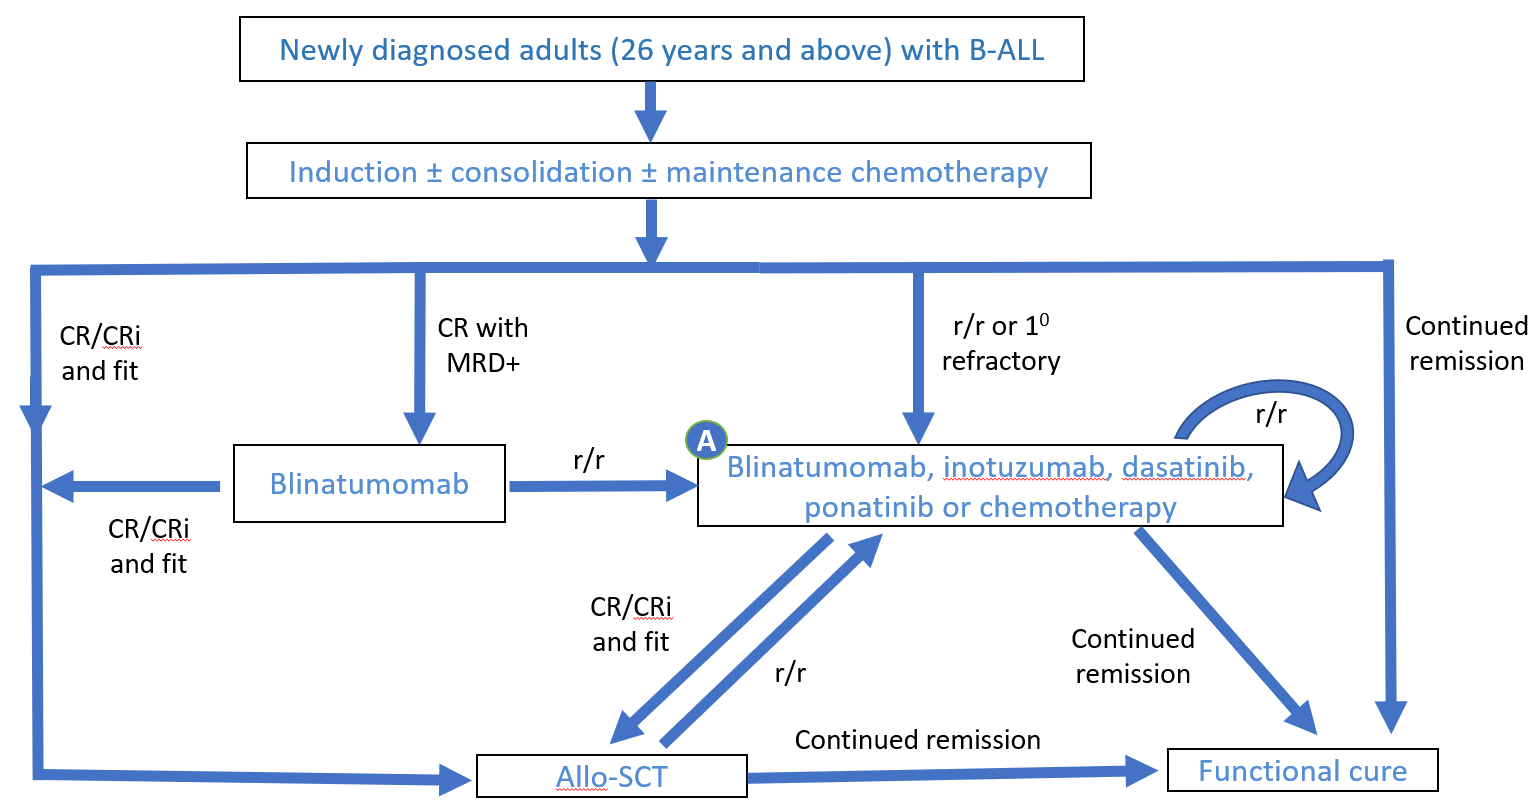 Newly diagnosed adults (26 years and above) with B-ALL
Induction ± consolidation ± maintenance chemotherapy
CR/CRi
and fit
CR with
MRD+
r/r or 1⁰
refractory
Continued
remission
r/r
A
Blinatumomab, inotuzumab, dasatinib,
ponatinib or chemotherapy
Blinatumomab
r/r
CR/CRi
and fit
CR/CRi
and fit
r/r
Continued
remission
Continued remission
Allo-SCT
Functional cure